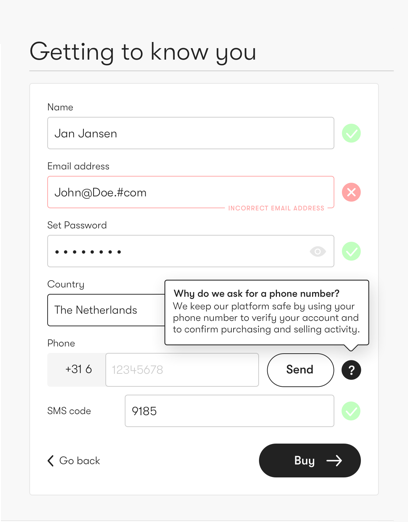 Getting to know you
Name
Jan Jansen
Email address
John@Doe.#com
INCORRECT EMAIL ADDRESS
Set Password
Country
The Netherlands
Why do we ask for a phone number?
We keep our platform safe by using your
phone number to verify your account and
to confirm purchasing and selling activity.
Phone
+31 6
12345678
Send
?
SMS code
9185
Go back
Buy